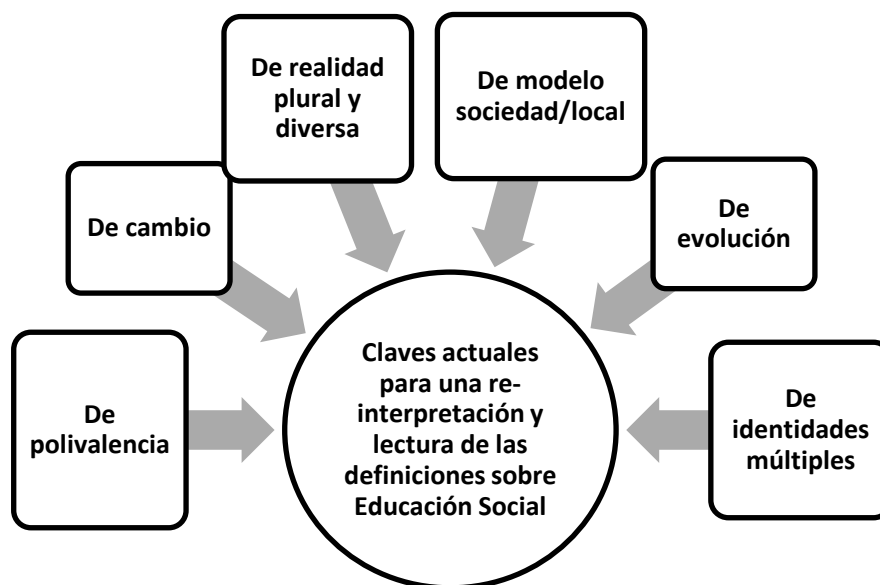 De realidad
plural y
diversa
De modelo
sociedad/local
De cambio
De
evolución
De
polivalencia
Claves actuales
para una re-
interpretación y
lectura de las
definiciones sobre
Educación Social
De
identidades
múltiples